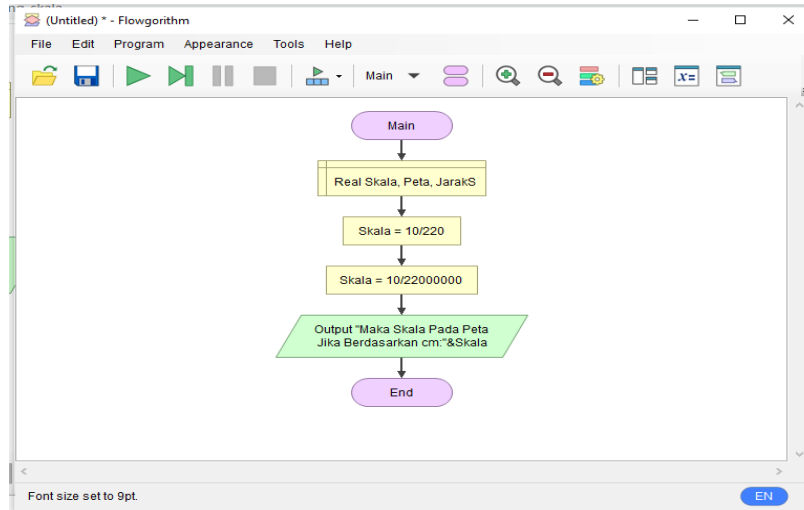 (Untitled) * - Flowgorithm
File Edit Program Appearance Tools Help
Main
Main
Real Skala, Peta, JarakS
Skala = 10/220
Skala = 10/22000000
Output "Maka Skala Pada Peta
Jika Berdasarkan cm:"&Skala
End
Font size set to 9pt.
EN